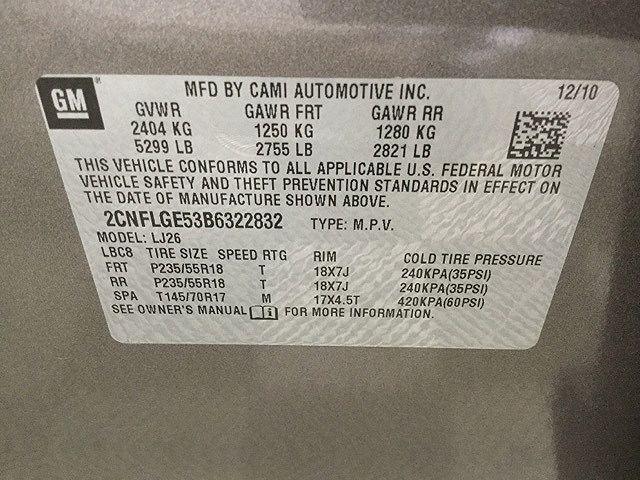 GM
MFD BY CAMI AUTOMOTIVE INC. 12/10
GVWR GAWR FRT GAWR RR
2404 KG 1250 KG 1280 KG
5299 LB 2755 LB 2821 LB
THIS VEHICLE CONFORMS TO ALL APPLICABLE U.S. FEDERAL MOTOR
VEHICLE SAFETY AND THEFT PREVENTION STANDARDS IN EFFECT ON
THE DATE OF MANUFACTURE SHOWN ABOVE.
2CNFLGE53B6322832 TYPE: M.P.V.
MODEL: LJ26
LBC8 TIRE SIZE SPEED RTG RIM COLD TIRE PRESSURE
FRT P235/55R18 T 18X7J 240KPA(35PSI)
RR P235/55R18 T 18X7J 240KPA(35PSI)
SPA T145/70R17 M 17X4.5T 420KPA(60PSI)
SEE OWNER'S MANUAL FOR MORE INFORMATION.